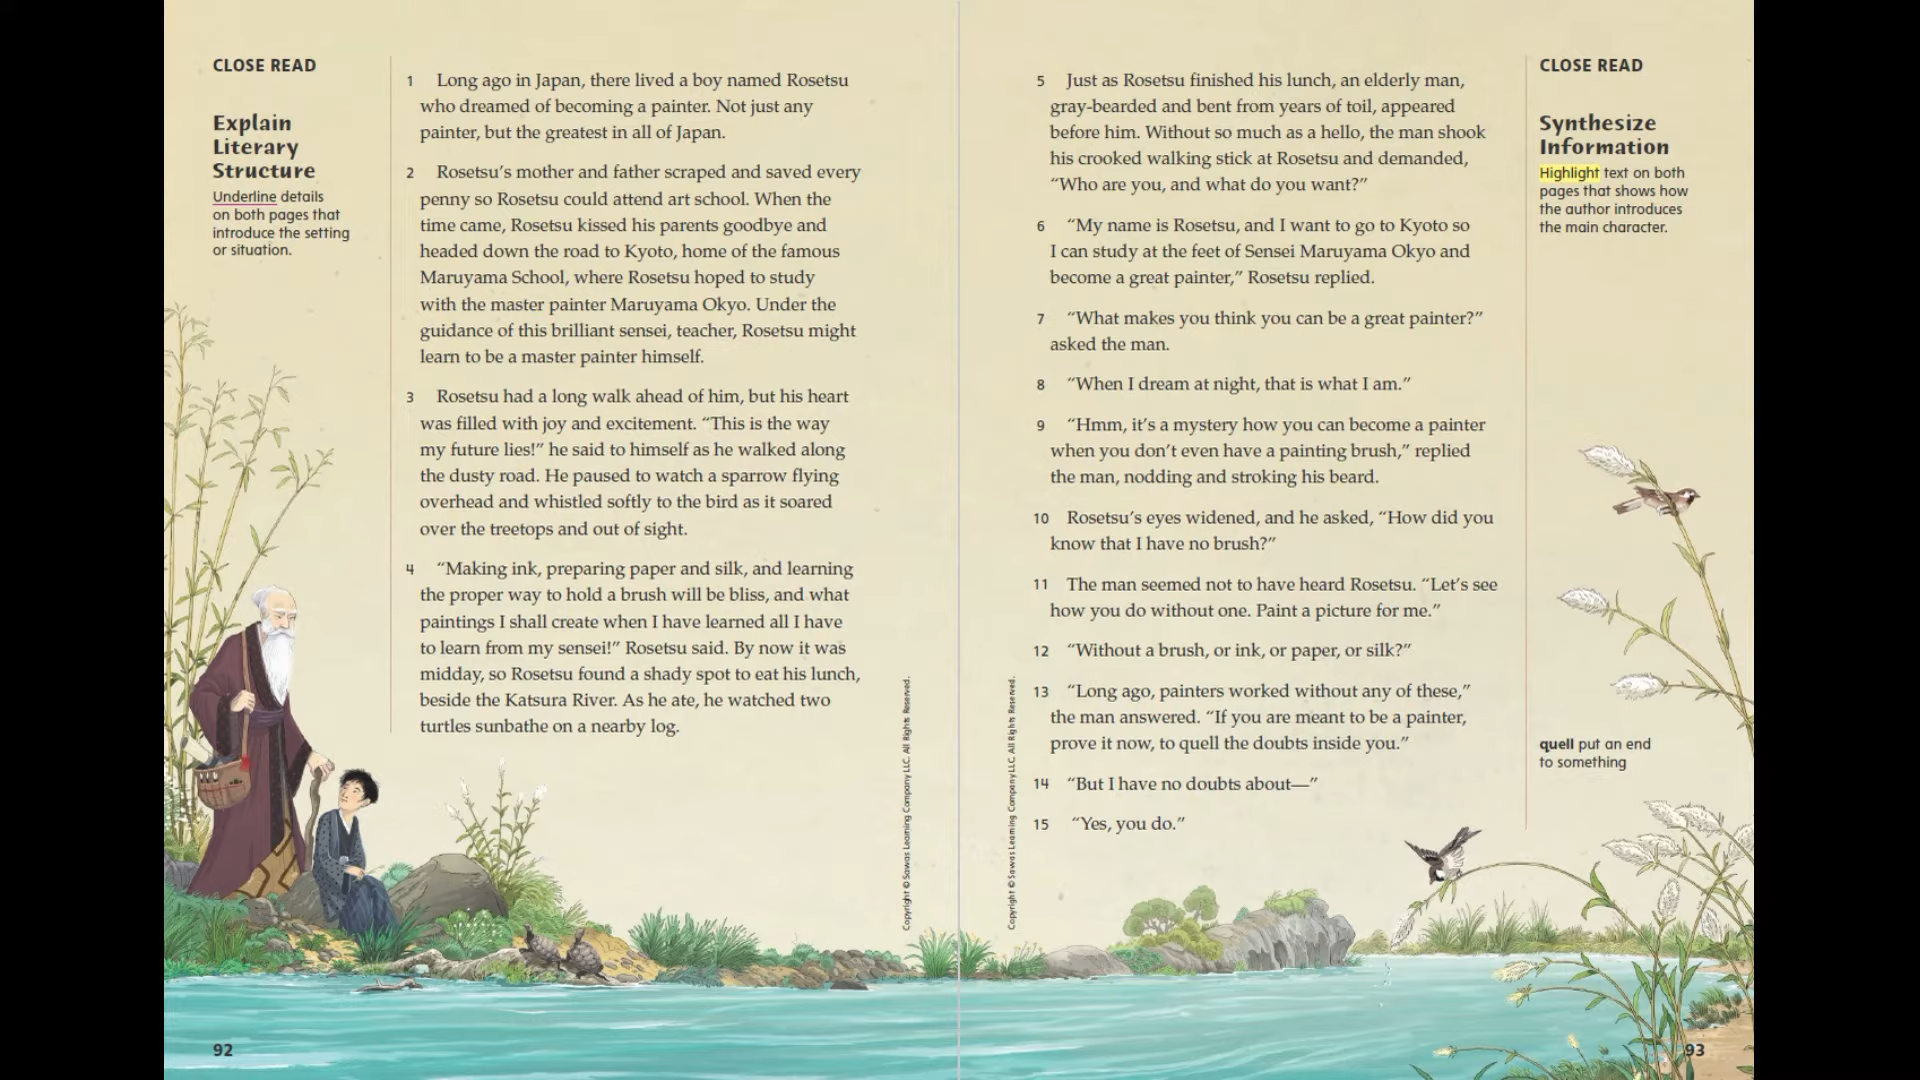 CLOSE READ
Explain
Literary
Structure
Underline details
on both pages that
introduce the setting
or situation.
1 Long ago in Japan, there lived a boy named Rosetsu
who dreamed of becoming a painter. Not just any
painter, but the greatest in all of Japan.
2 Rosetsu’s mother and father scraped and saved every
penny so Rosetsu could attend art school. When the
time came, Rosetsu kissed his parents goodbye and
headed down the road to Kyoto, home of the famous
Maruyama School, where Rosetsu hoped to study
with the master painter Maruyama Okyo. Under the
guidance of this brilliant sensei, teacher, Rosetsu might
learn to be a master painter himself.
3 Rosetsu had a long walk ahead of him, but his heart
was filled with joy and excitement. “This is the way
my future lies!” he said to himself as he walked along
the dusty road. He paused to watch a sparrow flying
overhead and whistled softly to the bird as it soared
over the treetops and out of sight.
4 “Making ink, preparing paper and silk, and learning
the proper way to hold a brush will be bliss, and what
paintings I shall create when I have learned all I have
to learn from my sensei!” Rosetsu said. By now it was
midday, so Rosetsu found a shady spot to eat his lunch,
beside the Katsura River. As he ate, he watched two
turtles sunbathe on a nearby log.
Copyright © Savvas Learning Company LLC. All Rights Reserved.
92
Copyright © Savvas Learning Company LLC. All Rights Reserved.
5 Just as Rosetsu finished his lunch, an elderly man,
gray-bearded and bent from years of toil, appeared
before him. Without so much as a hello, the man shook
his crooked walking stick at Rosetsu and demanded,
“Who are you, and what do you want?”
6 “My name is Rosetsu, and I want to go to Kyoto so
I can study at the feet of Sensei Maruyama Okyo and
become a great painter,” Rosetsu replied.
7 “What makes you think you can be a great painter?”
asked the man.
8 “When I dream at night, that is what I am.”
9 “Hmm, it’s a mystery how you can become a painter
when you don’t even have a painting brush,” replied
the man, nodding and stroking his beard.
10 Rosetsu’s eyes widened, and he asked, “How did you
know that I have no brush?”
11 The man seemed not to have heard Rosetsu. “Let’s see
how you do without one. Paint a picture for me.”
12 “Without a brush, or ink, or paper, or silk?”
13 “Long ago, painters worked without any of these,”
the man answered. “If you are meant to be a painter,
prove it now, to quell the doubts inside you.”
14 “But I have no doubts about—”
15 “Yes, you do.”
CLOSE READ
Synthesize
Information
Highlight text on both
pages that shows how
the author introduces
the main character.
quell put an end
to something
93